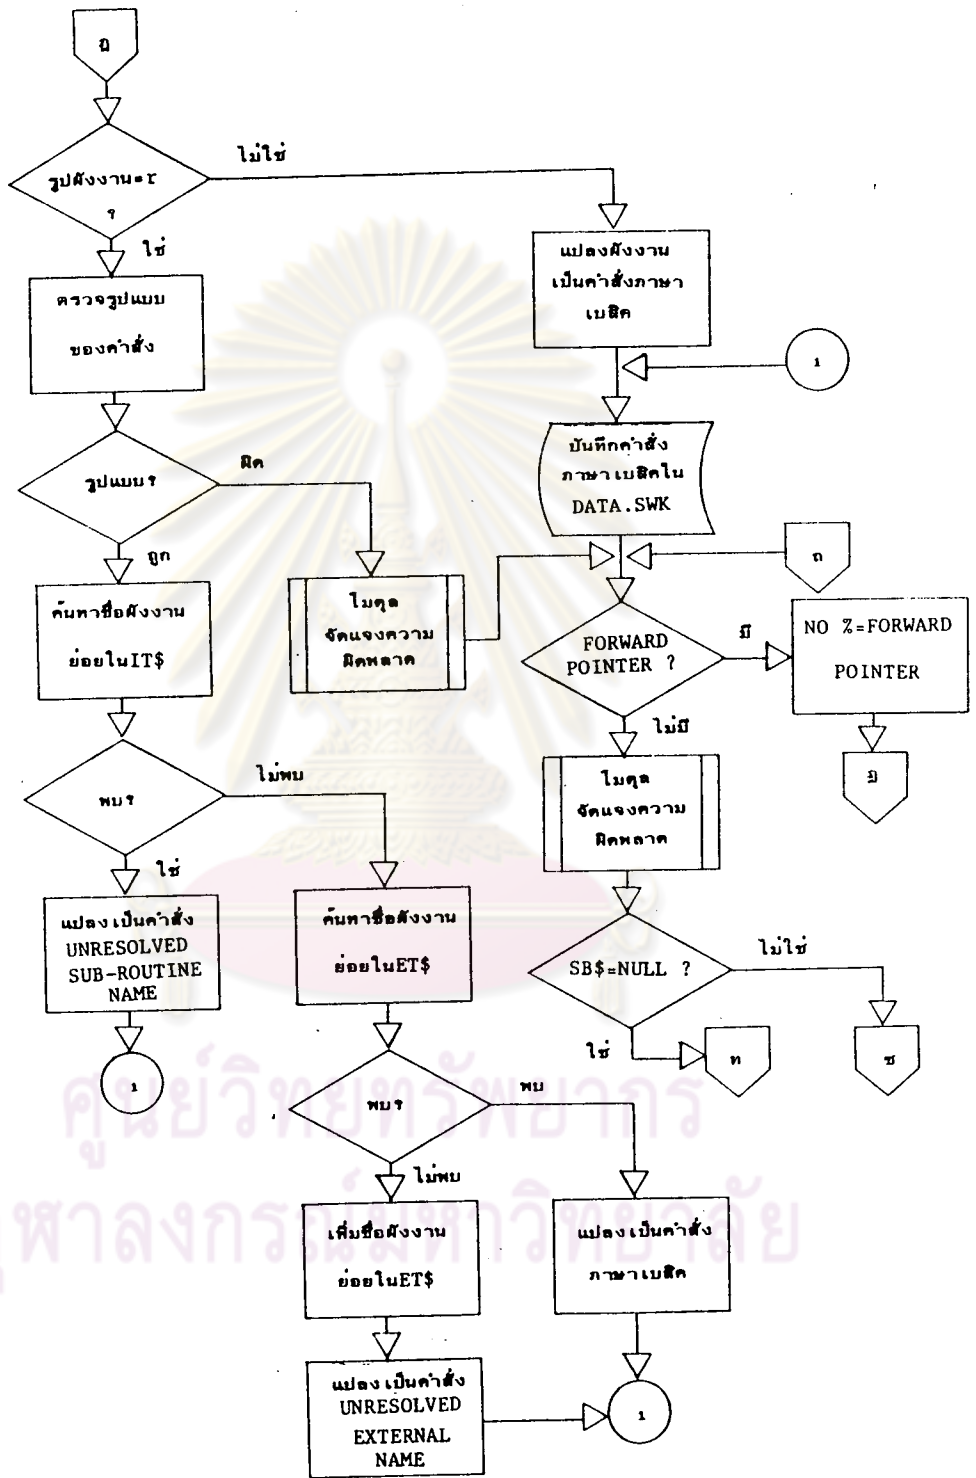 ไม่ใช่
รูปผังงาน=r
?
ใช่
ตรวจรูปแบบ
ของคำสั่ง
แปลงผังงาน
เป็นคำสั่งภาษา
เบสิค
1
รูปแบบ?
ผิด
ถูก
บันทึกคำสั่ง
ภาษาเบสิคใน
DATA.SWK
ถ
ค้นหาชื่อผังงาน
ย่อยในIT$
โมดุล
จัดแจงความ
ผิดพลาด
FORWARD
POINTER ?
มี
NO %=FORWARD
POINTER
ไม่มี
พบ?
ไม่พบ
ใช่
โมดุล
จัดแจงความ
ผิดพลาด
แปลงเป็นคำสั่ง
UNRESOLVED
SUB-ROUTINE
NAME
1
ค้นหาชื่อผังงาน
ย่อยในET$
SB$=NULL ?
ไม่ใช่
ใช่
ท
ช
พบ?
พบ
ไม่พบ
เพิ่มชื่อผังงาน
ย่อยในET$
แปลงเป็นคำสั่ง
ภาษาเบสิค
แปลงเป็นคำสั่ง
UNRESOLVED
EXTERNAL
NAME
1
ศูนย์วิทยทรัพยากร
จุฬาลงกรณ์มหาวิทยาลัย